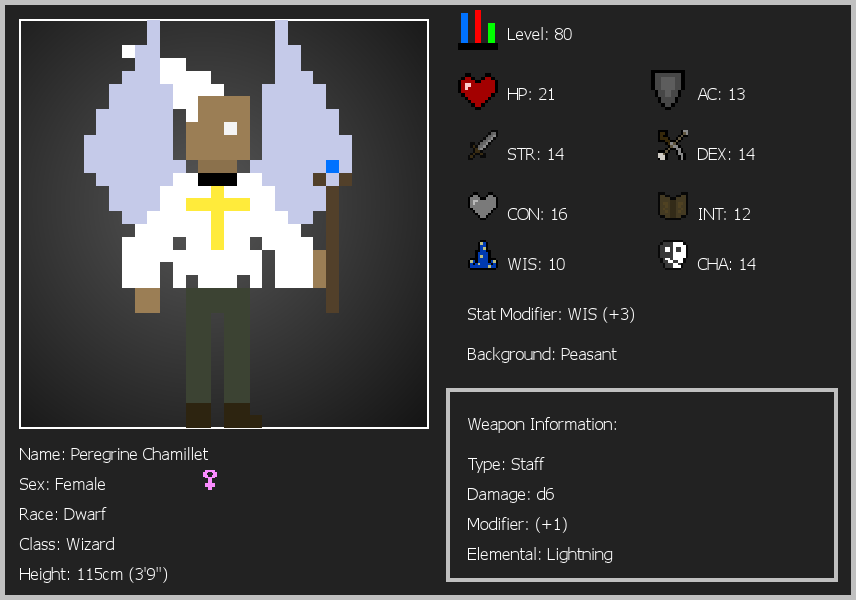 Level: 80
HP: 21
AC: 13
STR: 14
DEX: 14
CON: 16
INT: 12
WIS: 10
CHA: 14
Stat Modifier: WIS (+3)
Background: Peasant
Weapon Information:
Type: Staff
Damage: d6
Modifier: (+1)
Elemental: Lightning
Name: Peregrine Chamillet
Sex: Female
Race: Dwarf
Class: Wizard
Height: 115cm (3'9")